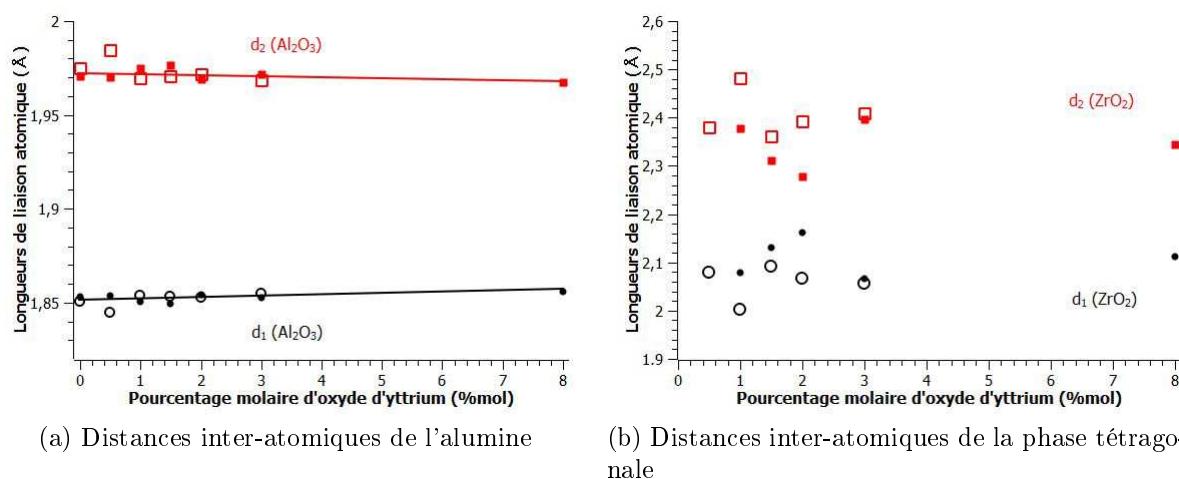 Longueurs de liaison atomique (Å)
2
1,95
1,9
1,85
d₂ (Al₂O₃)
d₁ (Al₂O₃)
0 1 2 3 4 5 6 7 8
Pourcentage molaire d'oxyde d'yttrium (%mol)
(a) Distances inter-atomiques de l'alumine
Longueurs de liaison atomique (Å)
2,6
2,5
2,4
2,3
2,2
2,1
2
1.9
d₂ (ZrO₂)
d₁ (ZrO₂)
0 1 2 3 4 5 6 7 8
Pourcentage molaire d'oxyde d'yttrium (%mol)
(b) Distances inter-atomiques de la phase tétrago-
nale